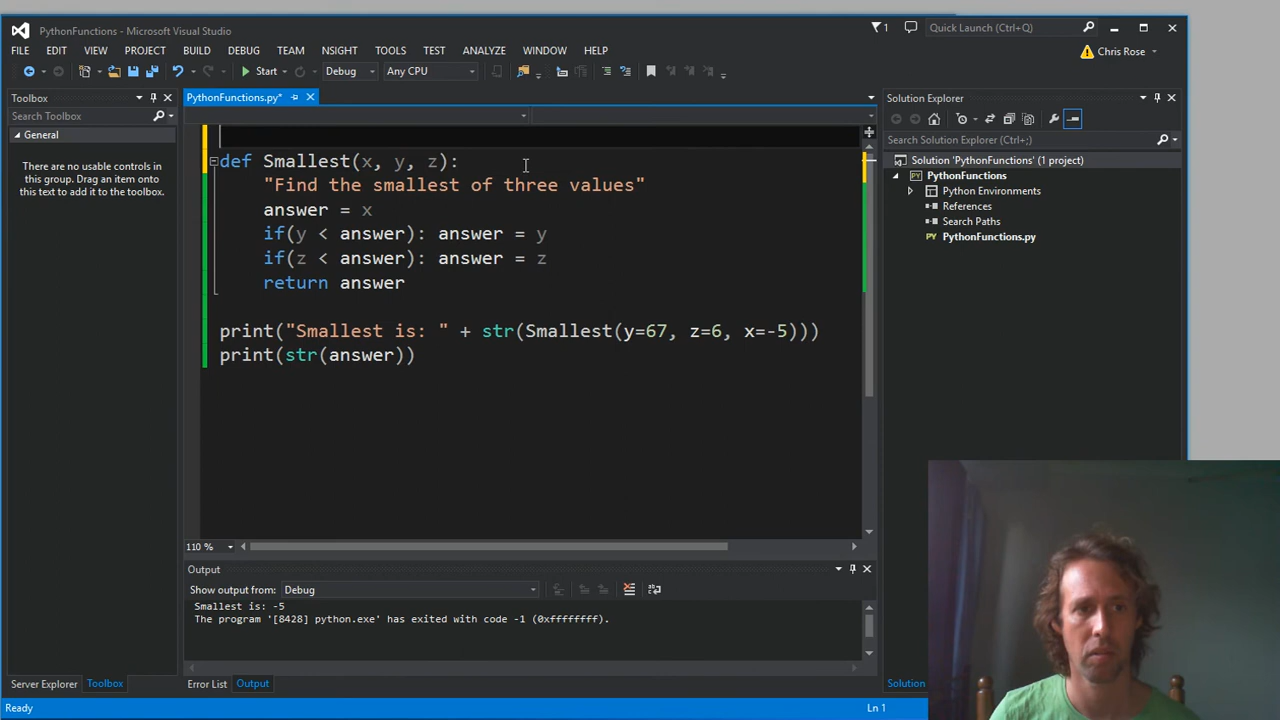 PythonFunctions - Microsoft Visual Studio
1
Quick Launch (Ctrl+Q)
FILE EDIT VIEW PROJECT BUILD DEBUG TEAM NSIGHT TOOLS TEST ANALYZE WINDOW HELP
Chris Rose
Start Debug Any CPU
Toolbox
Search Toolbox
General
There are no usable controls in
this group. Drag an item onto
this text to add it to the toolbox.
PythonFunctions.py*
def Smallest(x, y, z):
"Find the smallest of three values"
answer = x
if(y < answer): answer = y
if(z < answer): answer = z
return answer
print("Smallest is: " + str(Smallest(y=67, z=6, x=-5)))
print(str(answer))
110 %
Output
Show output from: Debug
Smallest is: -5
The program '[8428] python.exe' has exited with code -1 (0xffffffff).
Solution Explorer
Search Solution Explorer (Ctrl+;)
Solution 'PythonFunctions' (1 project)
PythonFunctions
Python Environments
References
Search Paths
PythonFunctions.py
Server Explorer Toolbox
Error List Output
Solution
Ready
Ln 1